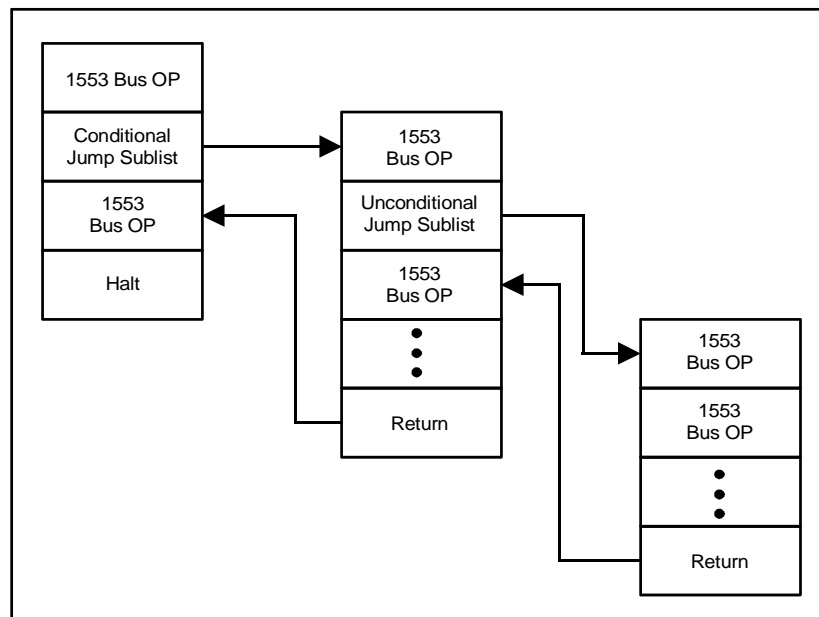 1553 Bus OP
Conditional
Jump Sublist
1553
Bus OP
Halt
1553
Bus OP
Unconditional
Jump Sublist
1553
Bus OP
Return
1553
Bus OP
1553
Bus OP
Return